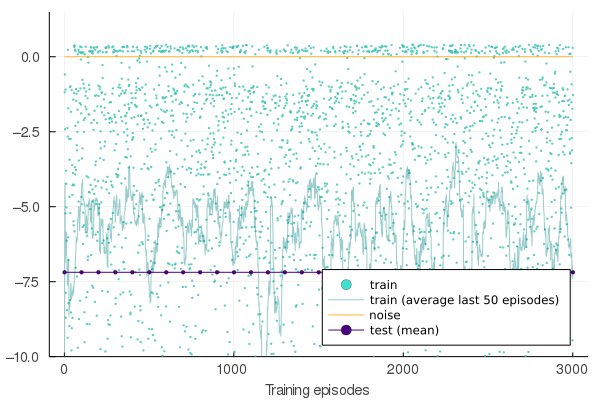 0.0
−2.5
−5.0
−7.5
−10.0
train
train (average last 50 episodes)
noise
test (mean)
0 1000 2000 3000
Training episodes